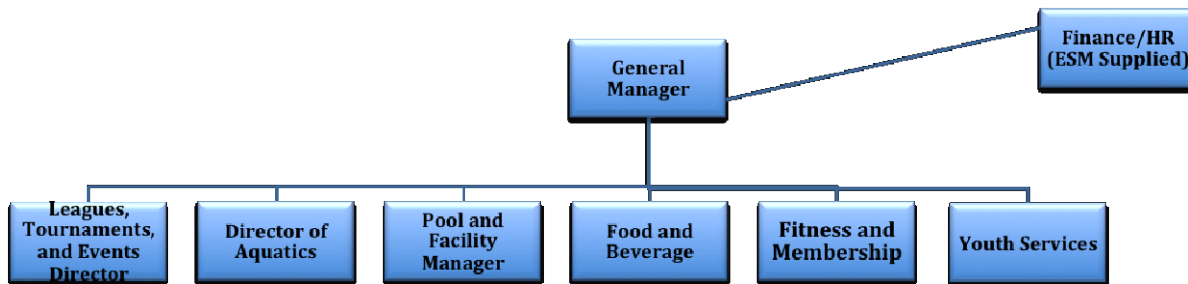 General
Manager
Finance/HR
(ESM Supplied)
Leagues,
Tournaments,
and Events
Director
Director of
Aquatics
Pool and
Facility
Manager
Food and
Beverage
Fitness and
Membership
Youth Services